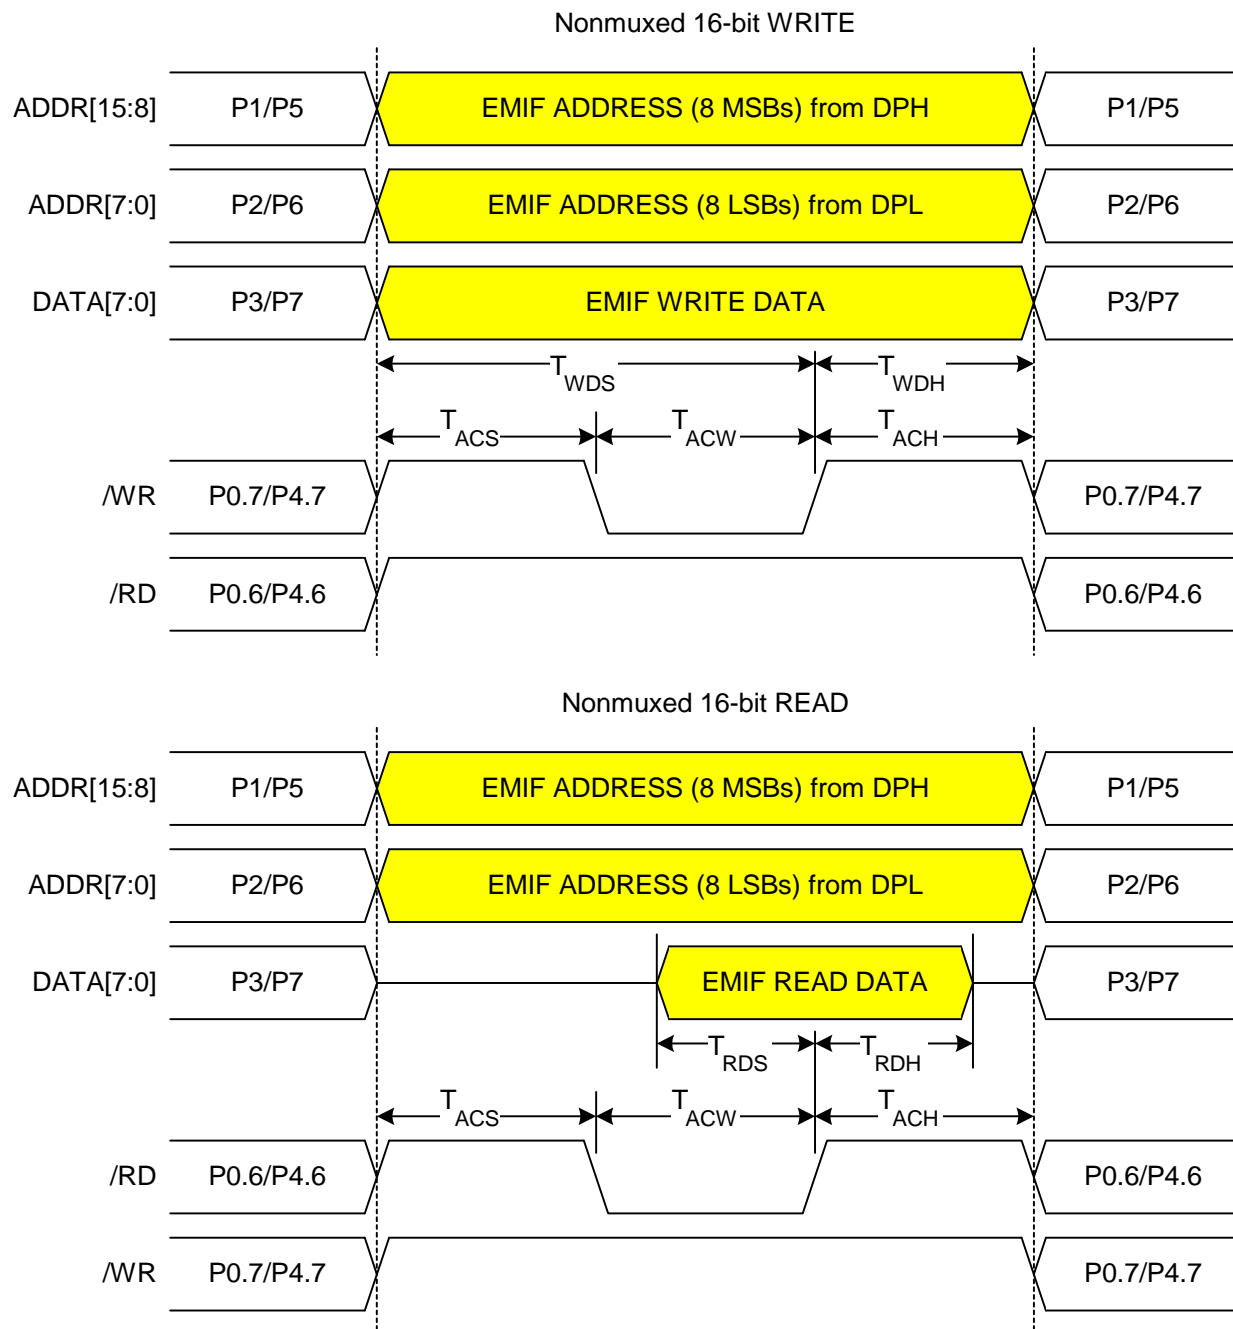 Nonmuxed 16-bit WRITE
ADDR[15:8] P1/P5 EMIF ADDRESS (8 MSBs) from DPH P1/P5
ADDR[7:0] P2/P6 EMIF ADDRESS (8 LSBs) from DPL P2/P6
DATA[7:0] P3/P7 EMIF WRITE DATA P3/P7
TWDS TWDH
TACS TACW TACH
/WR P0.7/P4.7 P0.7/P4.7
/RD P0.6/P4.6 P0.6/P4.6
Nonmuxed 16-bit READ
ADDR[15:8] P1/P5 EMIF ADDRESS (8 MSBs) from DPH P1/P5
ADDR[7:0] P2/P6 EMIF ADDRESS (8 LSBs) from DPL P2/P6
DATA[7:0] P3/P7 EMIF READ DATA P3/P7
TRDS TRDH
TACS TACW TACH
/RD P0.6/P4.6 P0.6/P4.6
/WR P0.7/P4.7 P0.7/P4.7